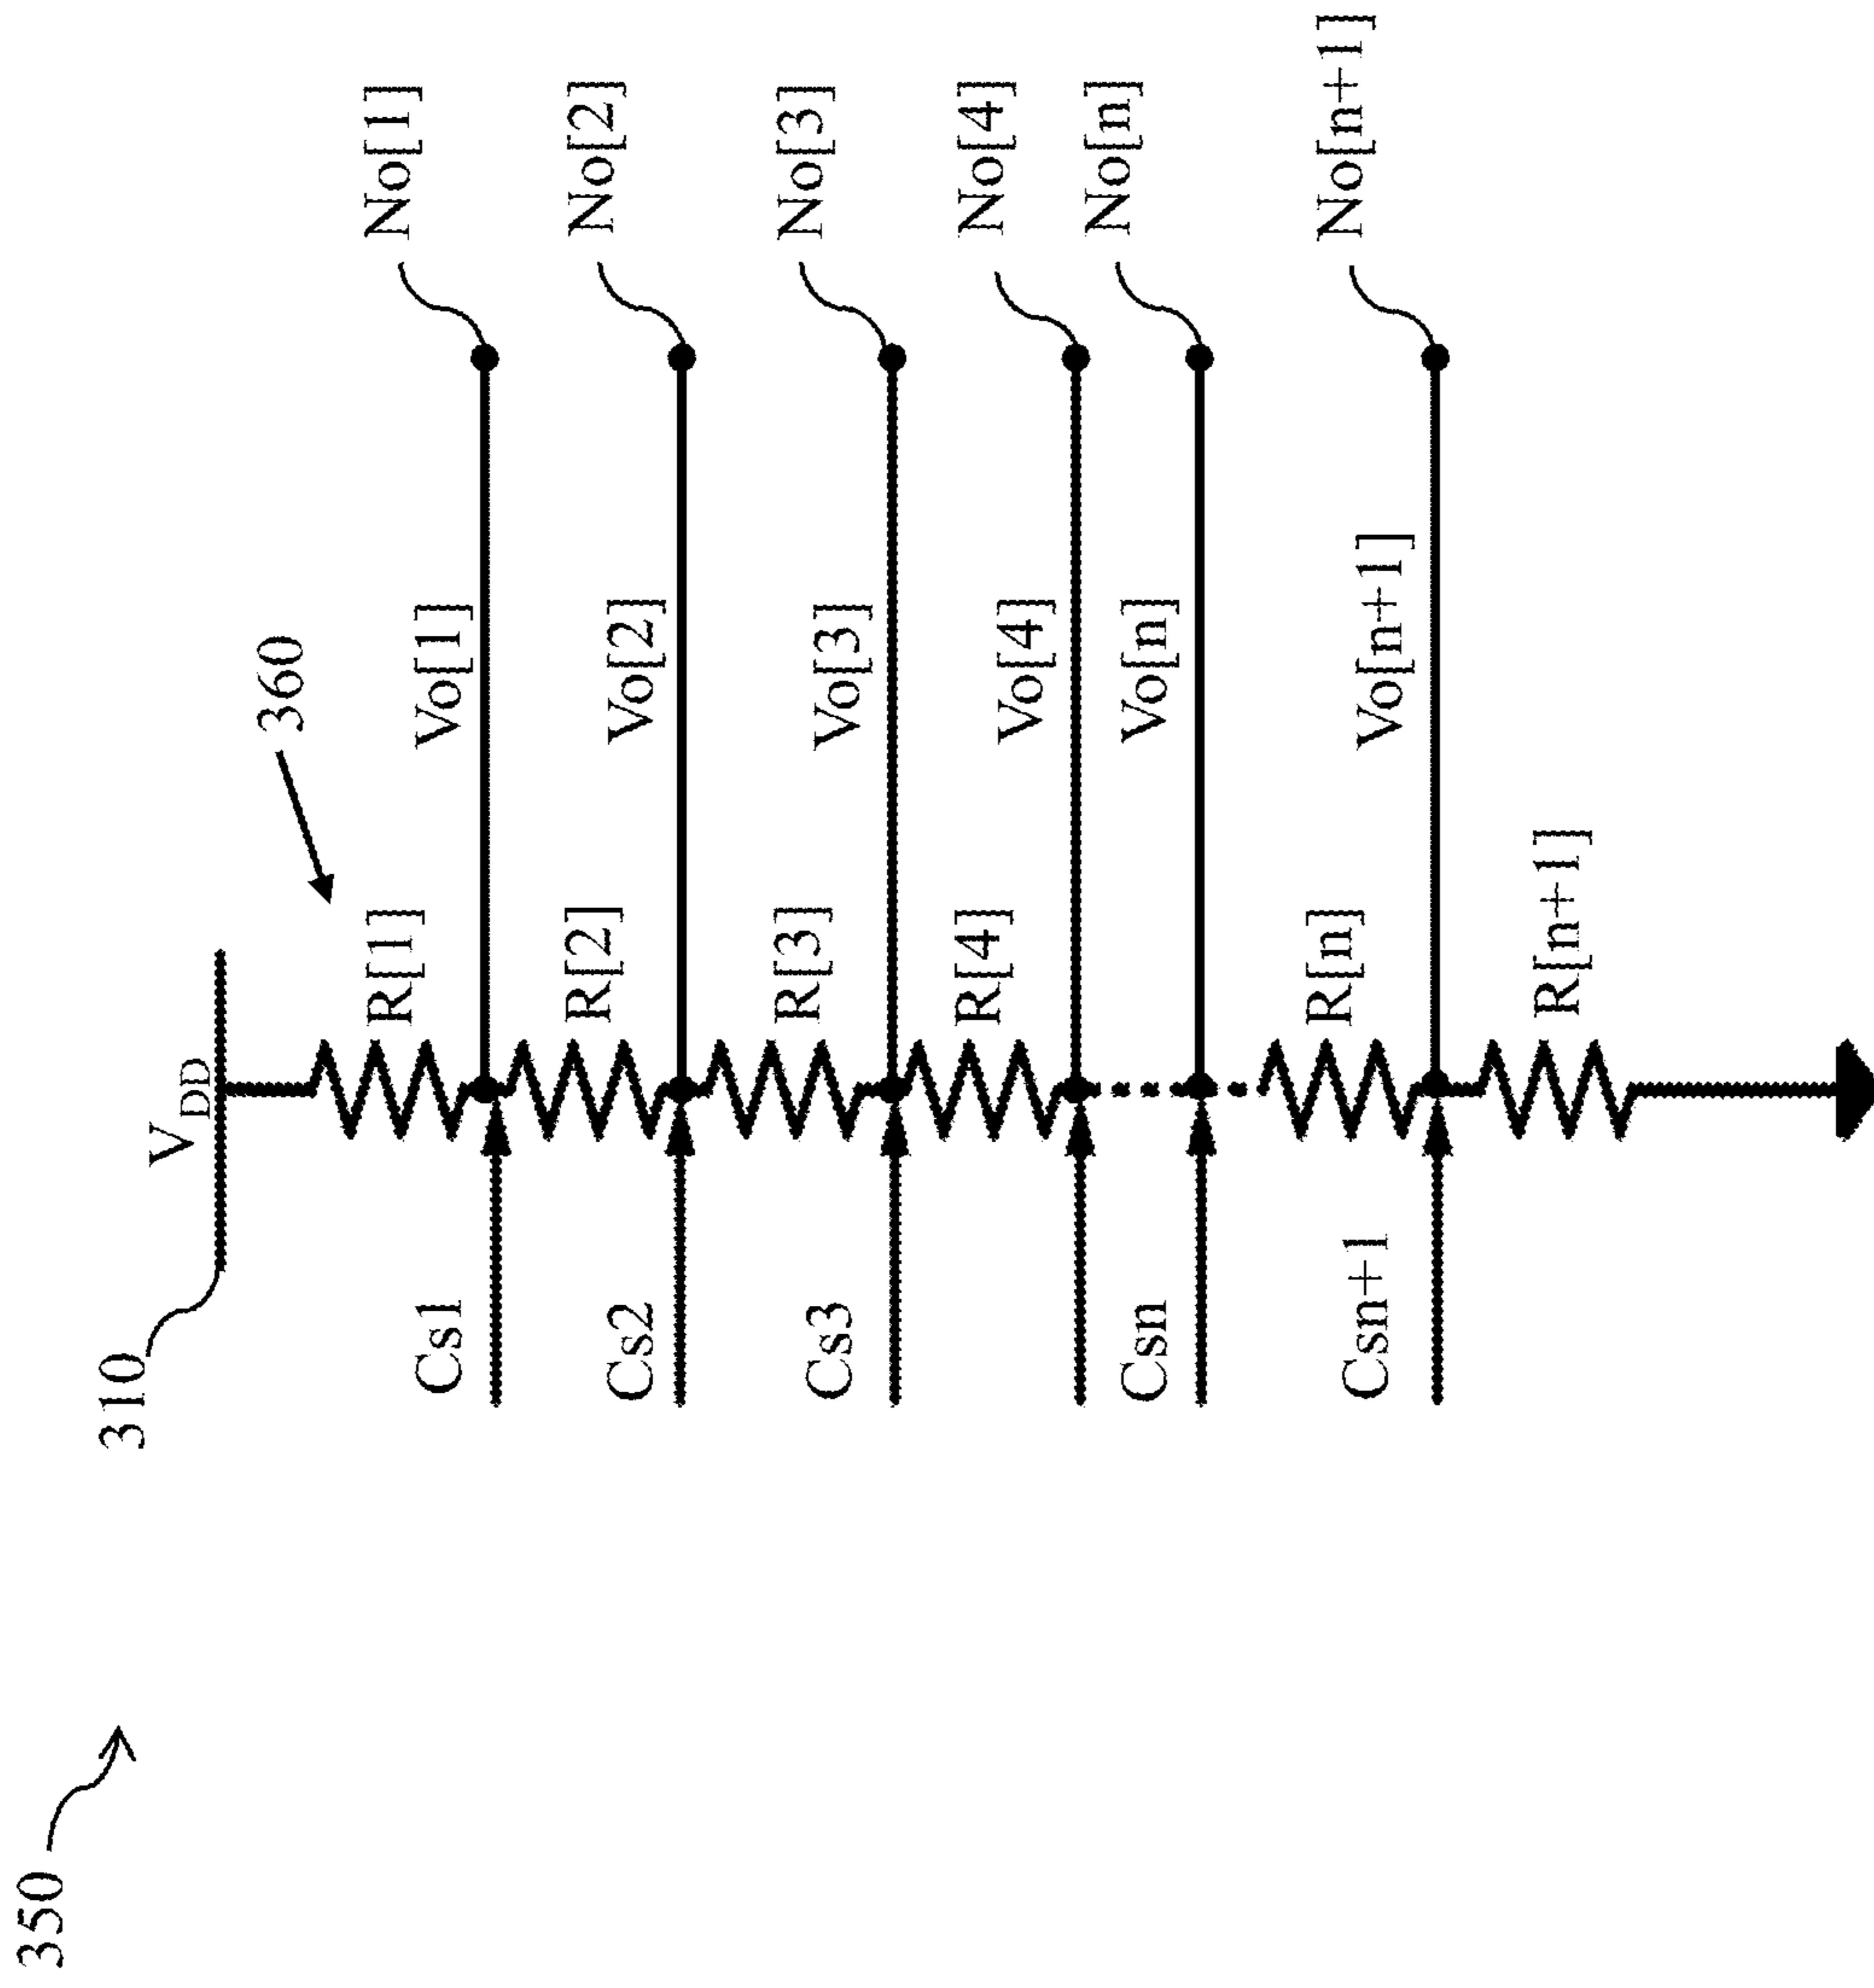 350
310
V DD
360
R[1]
R[2]
R[3]
R[4]
R[n]
R[n+1]
Cs1
Cs2
Cs3
Csn
Csn+1
Vo[1]
Vo[2]
Vo[3]
Vo[4]
Vo[n]
Vo[n+1]
No[1]
No[2]
No[3]
No[4]
No[n]
No[n+1]